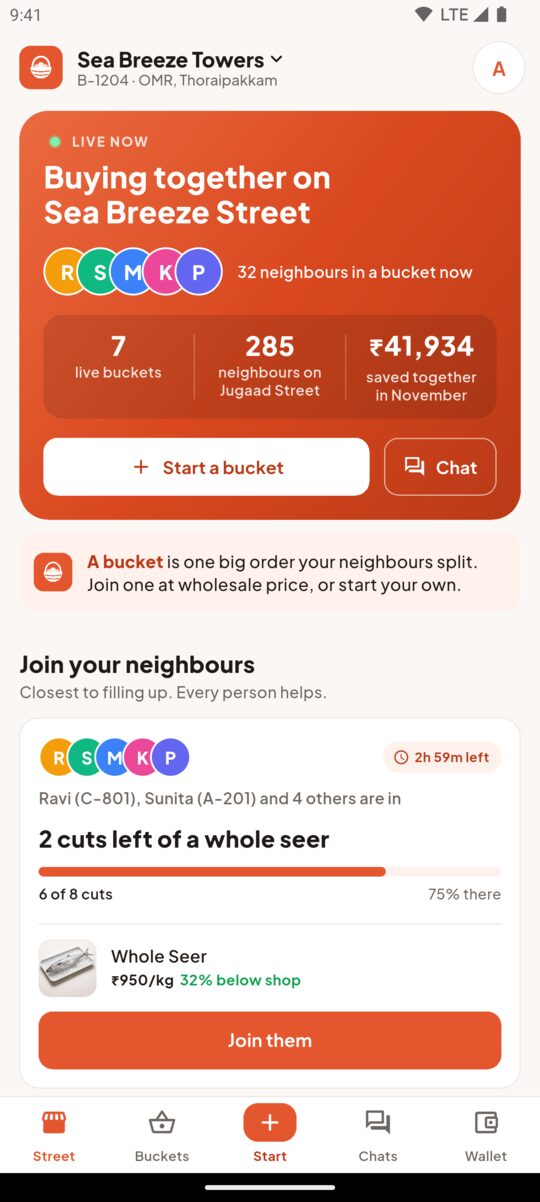 9:41
LTE
Sea Breeze Towers
B-1204 · OMR, Thoraipakkam
A
LIVE NOW
Buying together on
Sea Breeze Street
R S M K P
32 neighbours in a bucket now
7
live buckets
285
neighbours on
Jugaad Street
₹41,934
saved together
in November
+ Start a bucket
Chat
A bucket is one big order your neighbours split.
Join one at wholesale price, or start your own.
Join your neighbours
Closest to filling up. Every person helps.
R S M K P
2h 59m left
Ravi (C-801), Sunita (A-201) and 4 others are in
2 cuts left of a whole seer
6 of 8 cuts
75% there
Whole Seer
₹950/kg 32% below shop
Join them
Street
Buckets
Start
Chats
Wallet